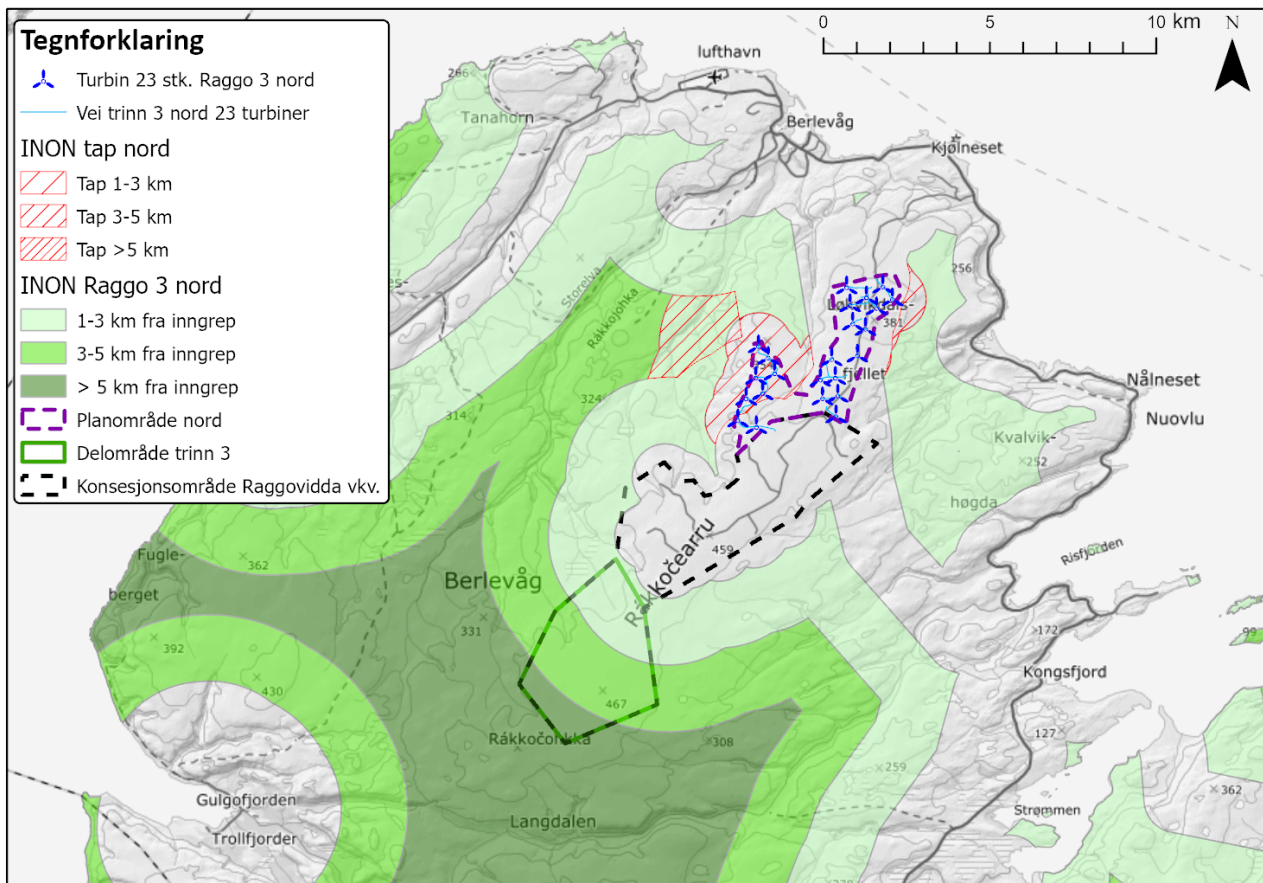 Tegnforklaring
Turbin 23 stk. Raggo 3 nord
Vei trinn 3 nord 23 turbiner
INON tap nord
Tap 1-3 km
Tap 3-5 km
Tap >5 km
INON Raggo 3 nord
1-3 km fra inngrep
3-5 km fra inngrep
> 5 km fra inngrep
Planområde nord
Delområde trinn 3
Konsesjonsområde Raggovidda vkv.
0 5 10 km
N
lufthavn
266
Tanahorn
Berlevåg
Kjølneset
256
Storelva
Råkkojohka
Løkvikdals-
381
fjellet
324
314
Nålneset
Nuovlu
Kvalvik-
252
høgda
Risfjorden
459
Rákkočearru
Fugle-
berget
362
Berlevåg
331
392
430
172
Kongsfjord
99
467
Rákkočohkka
308
127
259
362
Gulgofjorden
Trollfjorder
Langdalen
Strømmen